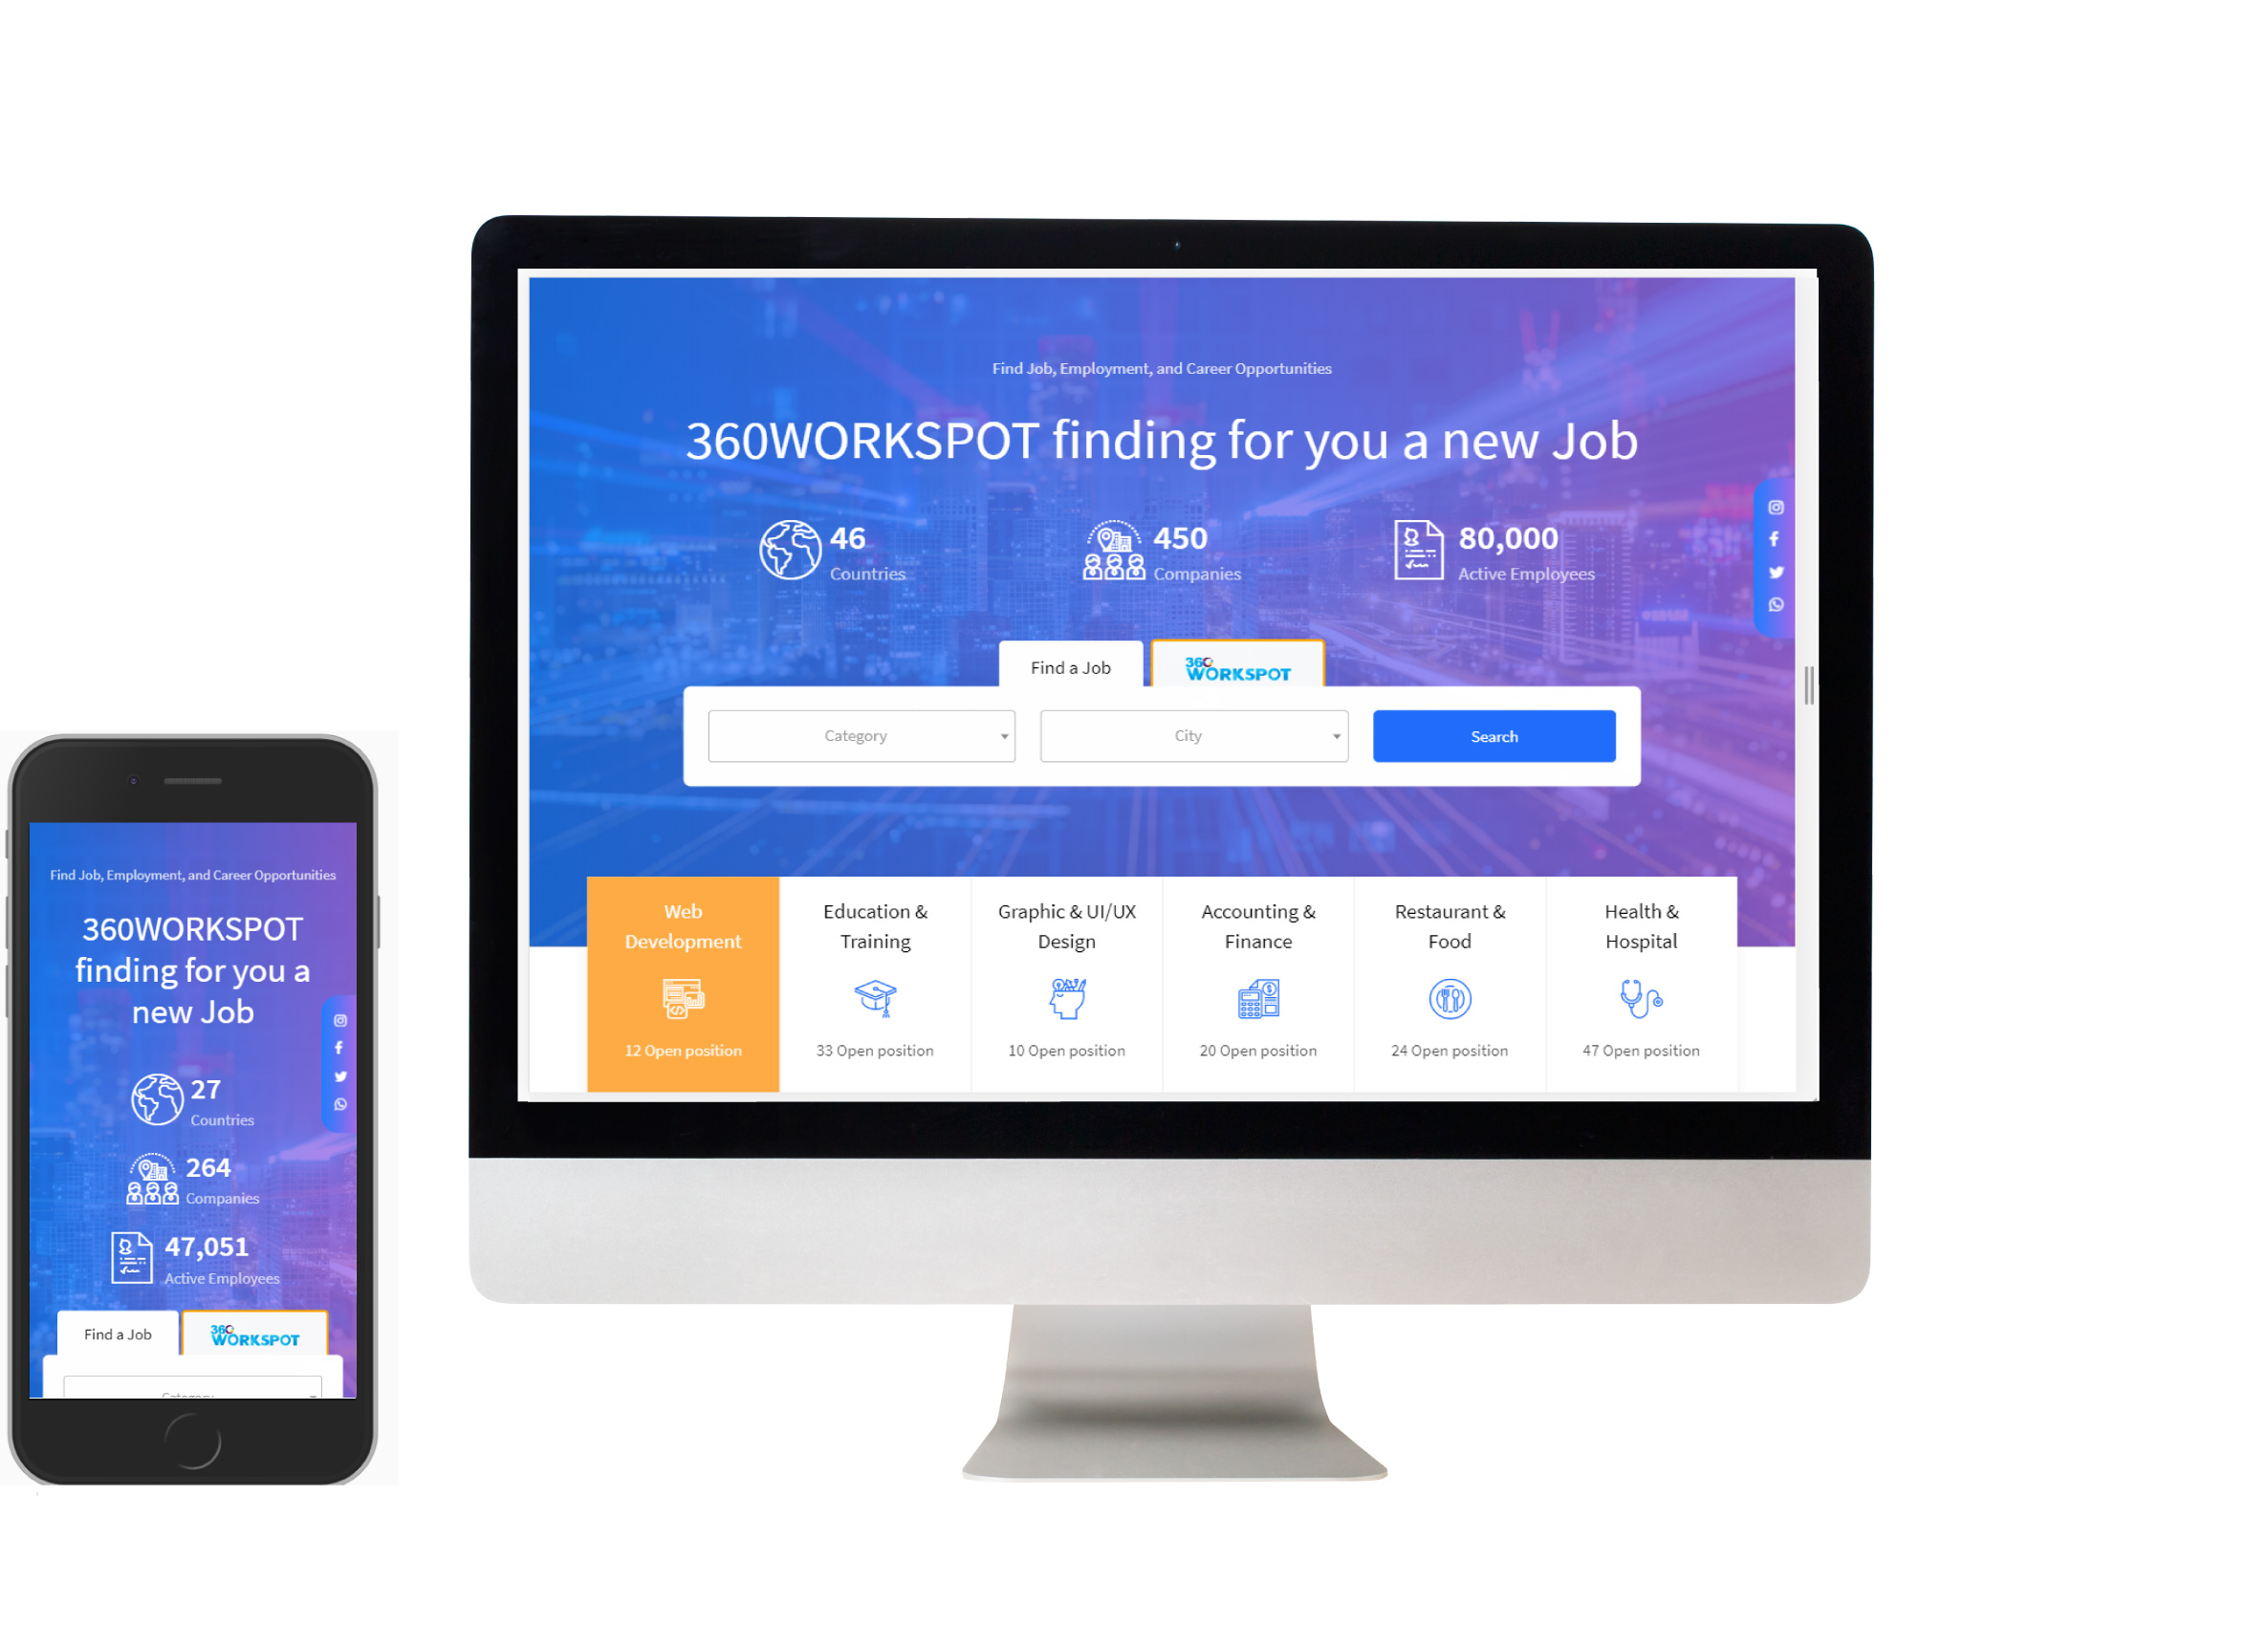 Find Job, Employment, and Career Opportunities
360WORKSPOT finding for you a new Job
46
Countries
450
Companies
80,000
Active Employees
Find a Job
360
WORKSPOT
Category
City
Search
Web
Development
12 Open position
Education &
Training
33 Open position
Graphic & UI/UX
Design
10 Open position
Accounting &
Finance
20 Open position
Restaurant &
Food
24 Open position
Health &
Hospital
47 Open position
Find Job, Employment, and Career Opportunities
360WORKSPOT
finding for you a
new Job
27
Countries
264
Companies
47,051
Active Employees
Find a Job
360
WORKSPOT
Category